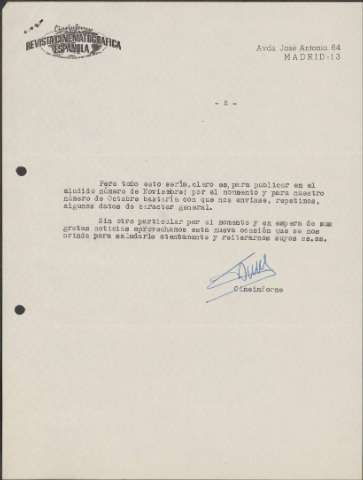 Cineinforme
REVISTA CINEMATOGRAFICA
ESPAÑOLA
Avda José Antonio 64
MADRID-13
- 2 -
Pero todo esto sería, claro es, para publicar en el
aludido número de Noviembre; por el momento y para nuestro
número de Octubre bastaría con que nos enviase, repetimos,
algunos datos de caracter general.
Sin otro particular por el momento y en espera de sus
gratas noticias aprovechamos esta nueva ocasión que se nos
brinda para saludarle atentamente y reiterarnos suyos ss.ss.
Cineinforme